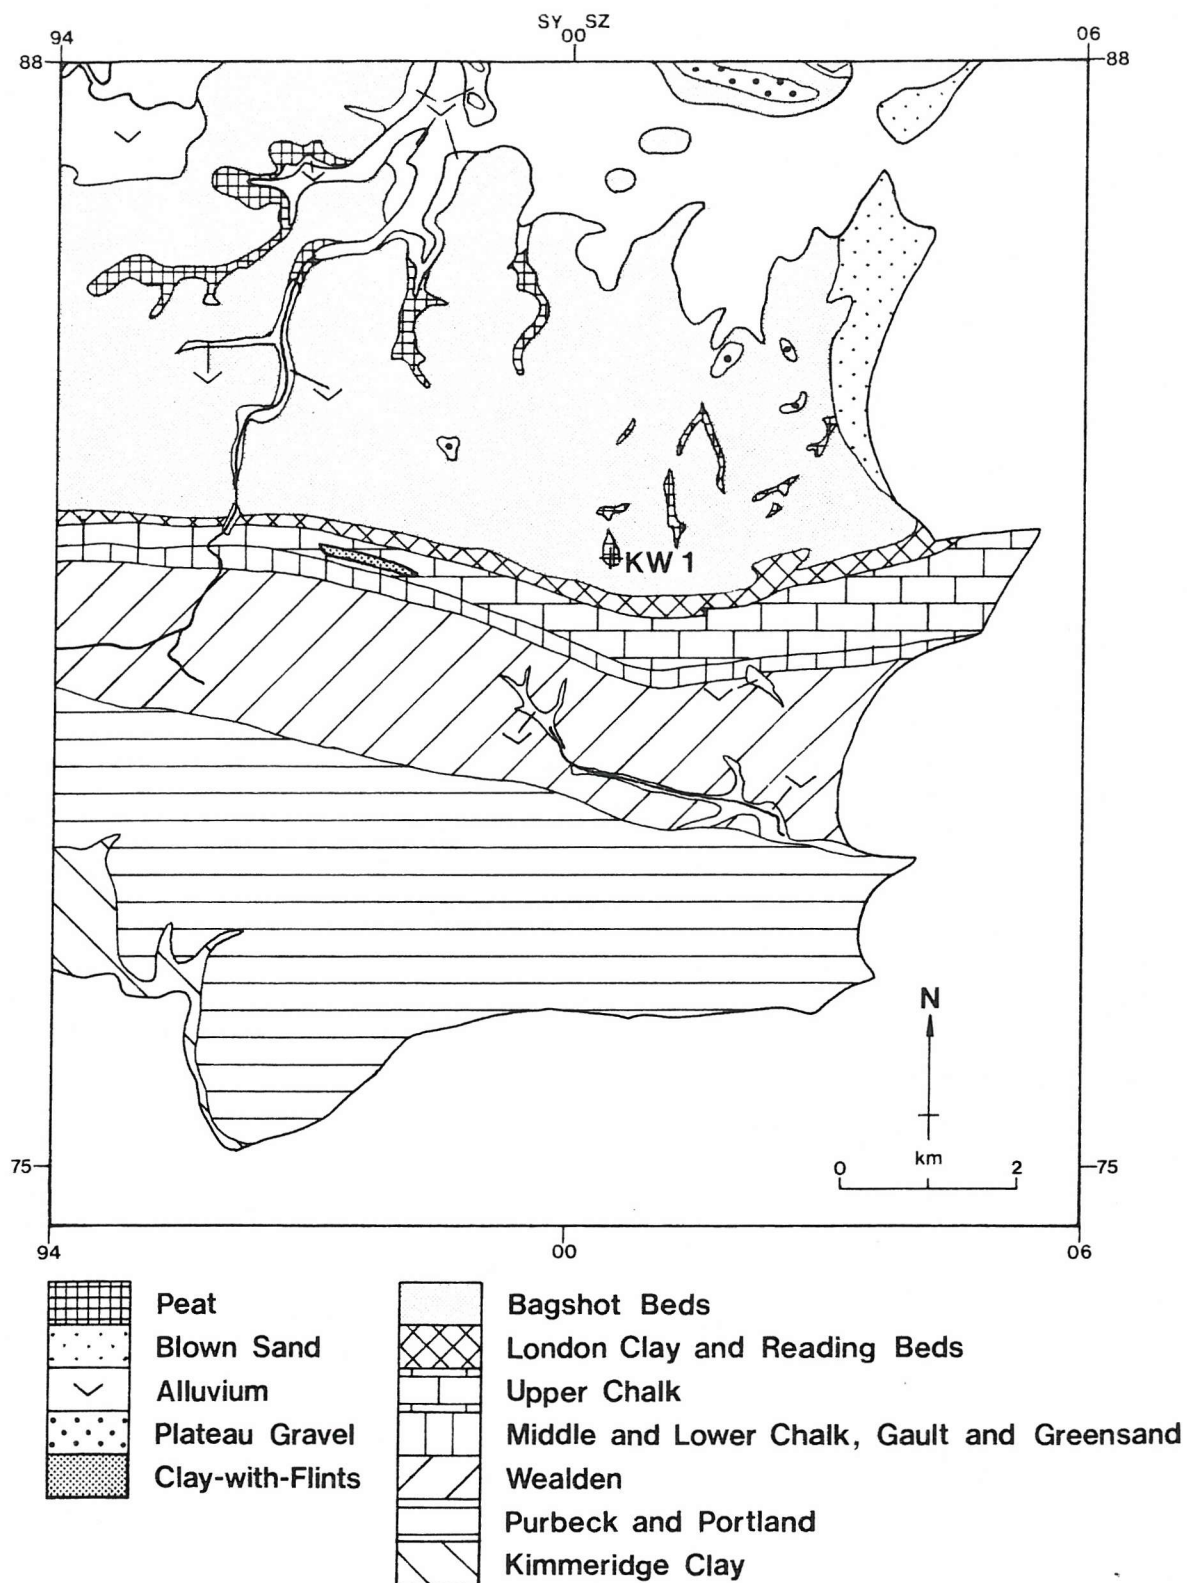 SY SZ
94 00 06
88 88
KW 1
N
75 km 75
0 2
94 00 06
Peat
Blown Sand
Alluvium
Plateau Gravel
Clay-with-Flints
Bagshot Beds
London Clay and Reading Beds
Upper Chalk
Middle and Lower Chalk, Gault and Greensand
Wealden
Purbeck and Portland
Kimmeridge Clay